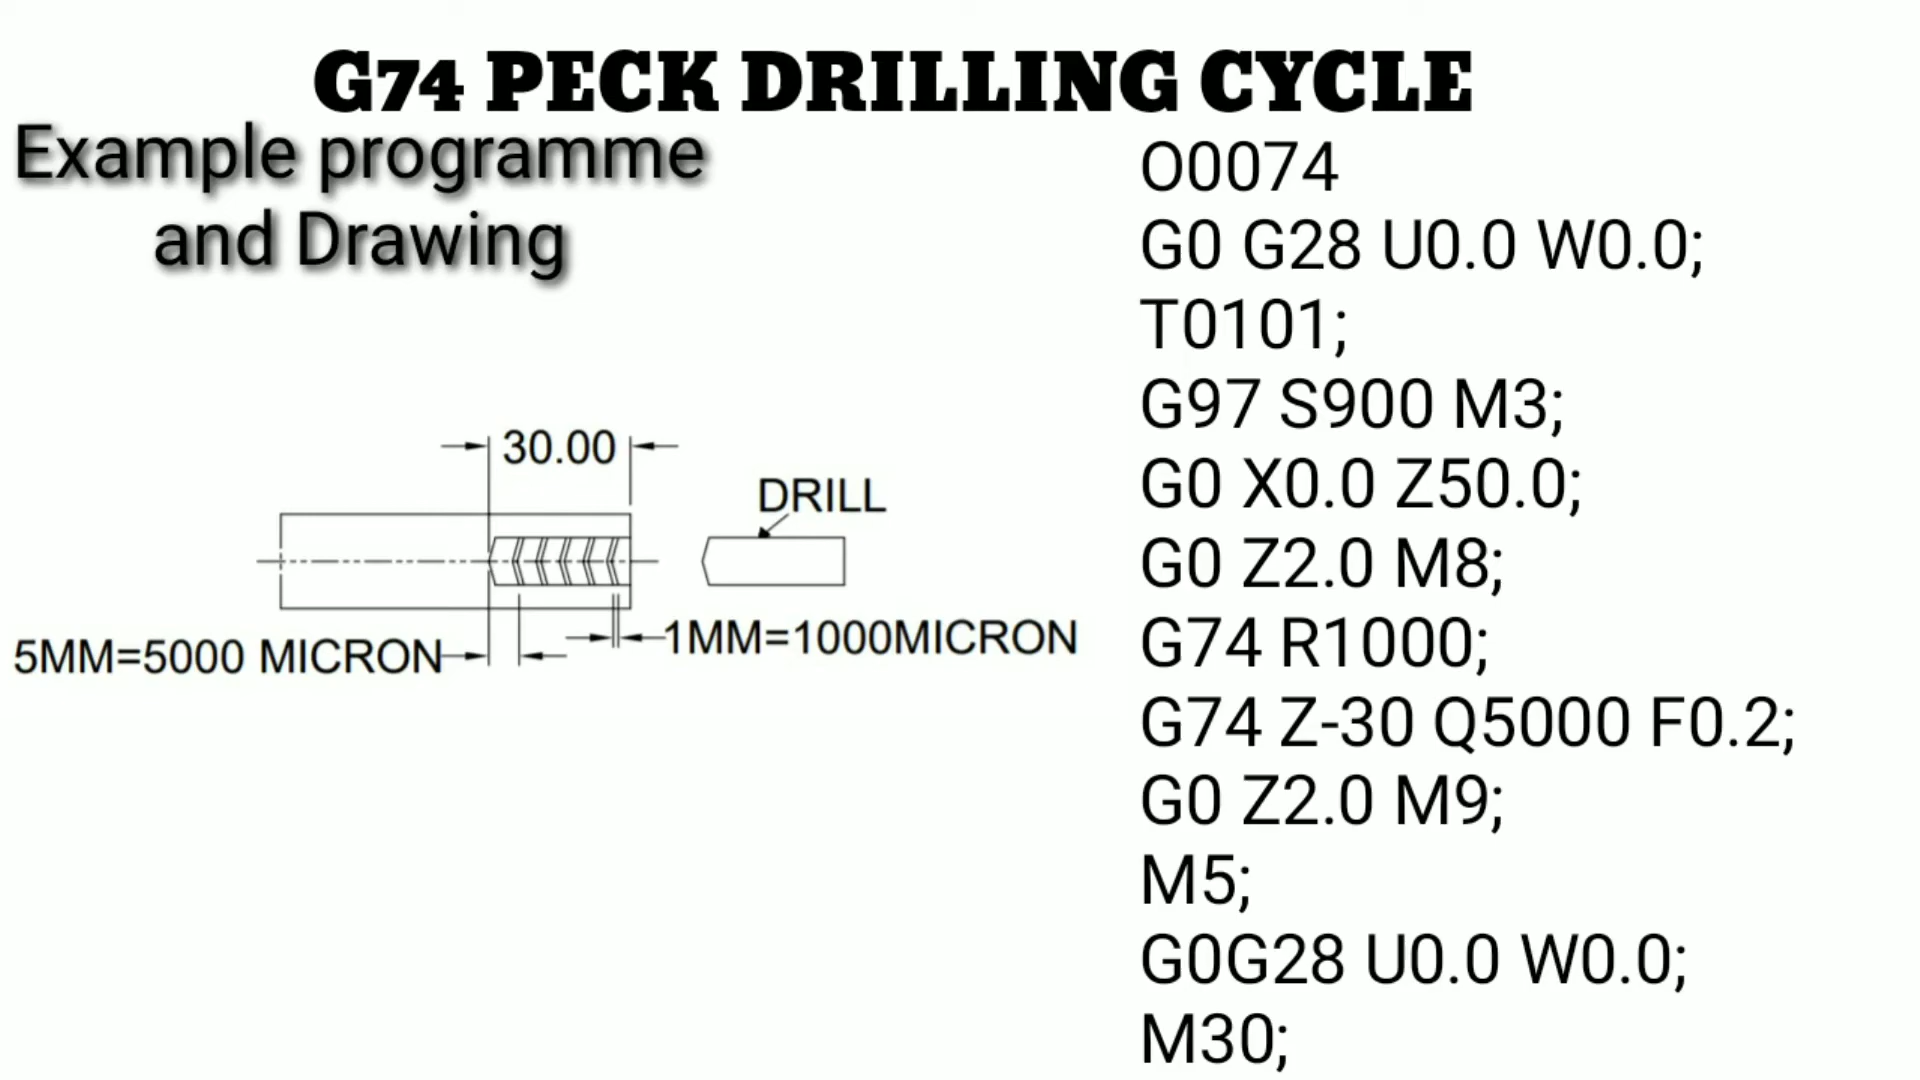 G74 PECK DRILLING CYCLE
Example programme
and Drawing
30.00
DRILL
5MM=5000 MICRON
1MM=1000MICRON
O0074
G0 G28 U0.0 W0.0;
T0101;
G97 S900 M3;
G0 X0.0 Z50.0;
G0 Z2.0 M8;
G74 R1000;
G74 Z-30 Q5000 F0.2;
G0 Z2.0 M9;
M5;
G0G28 U0.0 W0.0;
M30;